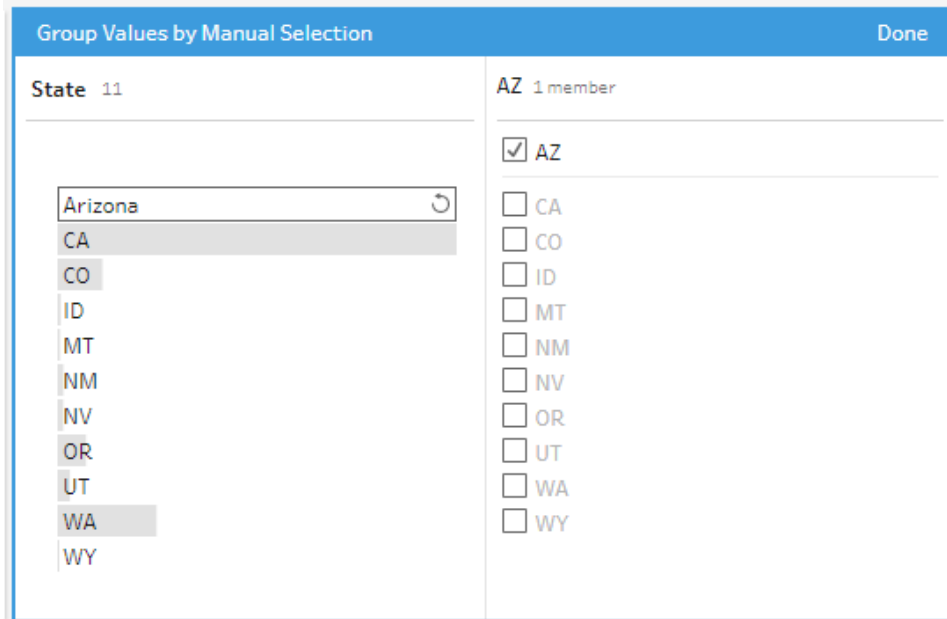 Group Values by Manual Selection Done
State 11
AZ 1 member
Arizona
CA
CO
ID
MT
NM
NV
OR
UT
WA
WY
AZ
CA
CO
ID
MT
NM
NV
OR
UT
WA
WY